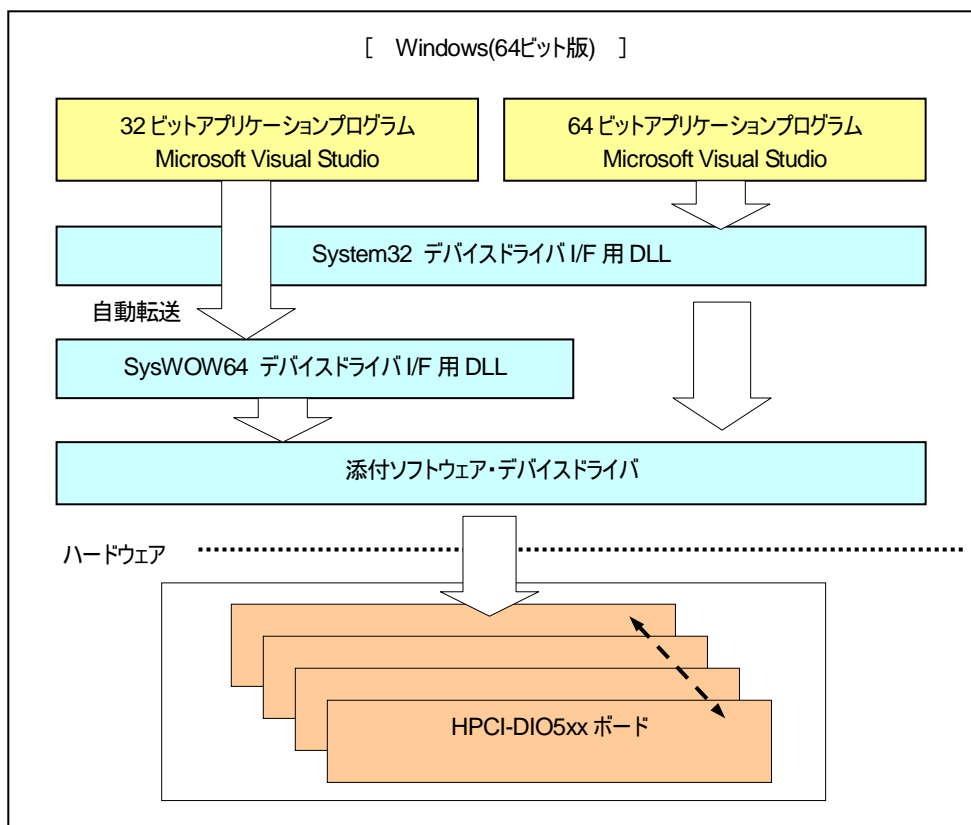 [ Windows(64ビット版) ]
32 ビットアプリケーションプログラム
Microsoft Visual Studio
64 ビットアプリケーションプログラム
Microsoft Visual Studio
System32 デバイスドライバ I/F 用 DLL
自動転送
SysWOW64 デバイスドライバ I/F 用 DLL
添付ソフトウェア・デバイスドライバ
ハードウェア
HPCI-DIO5xx ボード